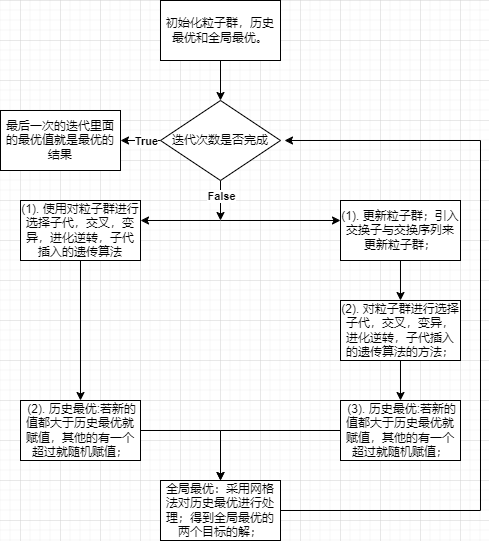 初始化粒子群，历史
最优和全局最优。
迭代次数是否完成
True
最后一次的迭代里面
的最优值就是最优的
结果
False
(1). 使用对粒子群进行
选择子代，交叉，变
异，进化逆转，子代
插入的遗传算法
(1). 更新粒子群；引入
交换子与交换序列来
更新粒子群；
(2). 对粒子群进行选择
子代，交叉，变异，
进化逆转，子代插入
的遗传算法的方法；
(2). 历史最优:若新的
值都大于历史最优就
赋值，其他的有一个
超过就随机赋值；
(3). 历史最优:若新的
值都大于历史最优就
赋值，其他的有一个
超过就随机赋值；
全局最优：采用网格
法对历史最优进行处
理；得到全局最优的
两个目标的解；